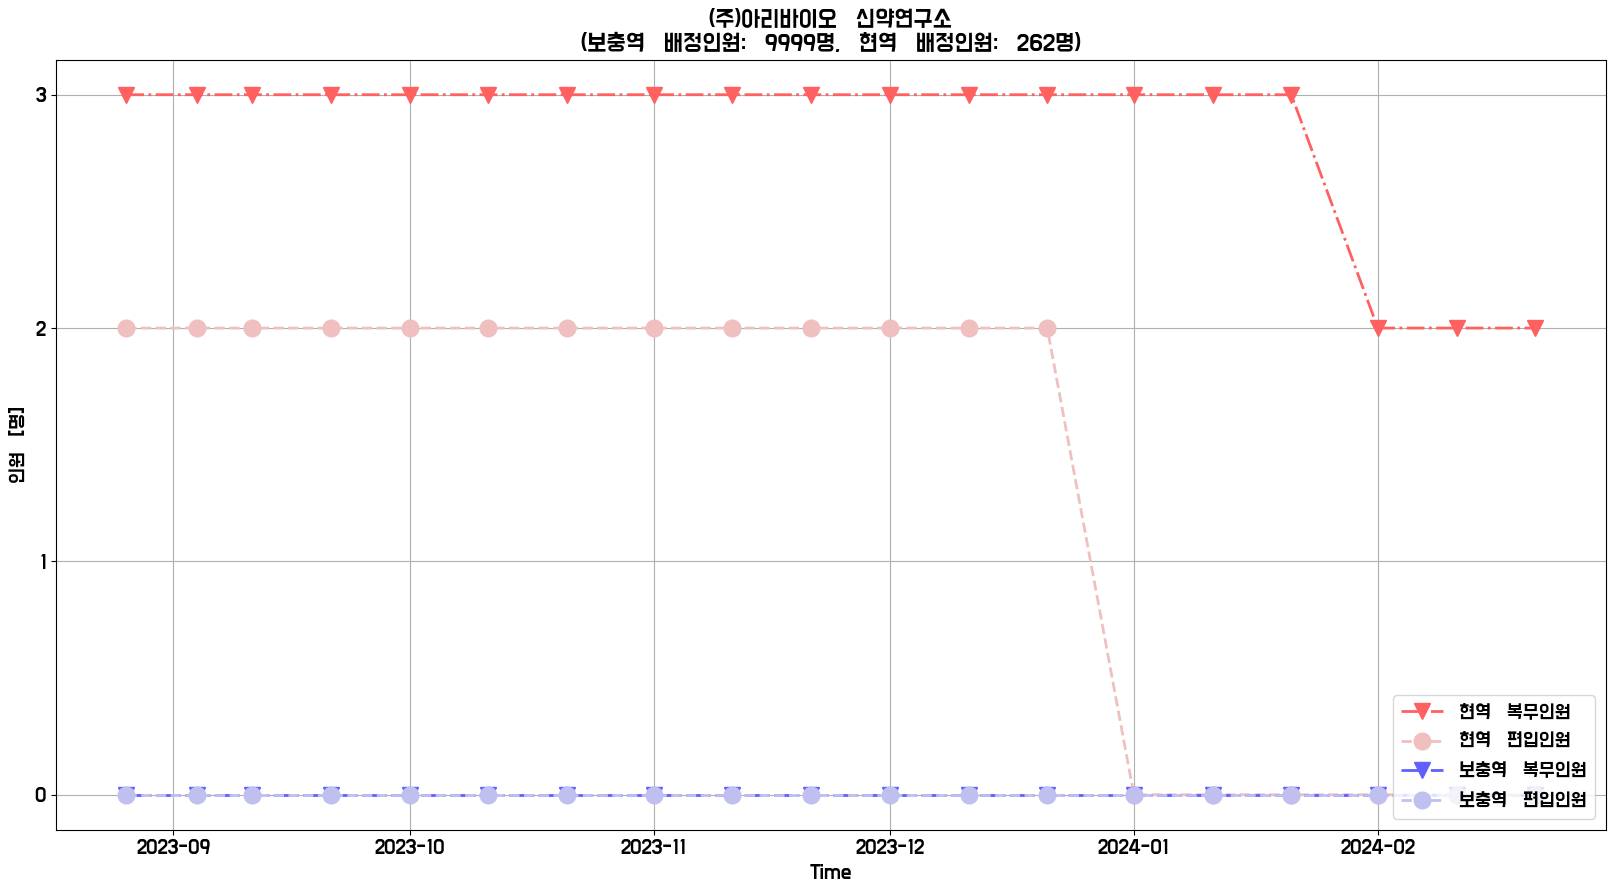 (주)아리바이오 신약연구소
(보충역 배정인원: 9999명, 현역 배정인원: 262명)
3
2
1
0
인원 [명]
2023-09 2023-10 2023-11 2023-12 2024-01 2024-02
Time
현역 복무인원
현역 편입인원
보충역 복무인원
보충역 편입인원